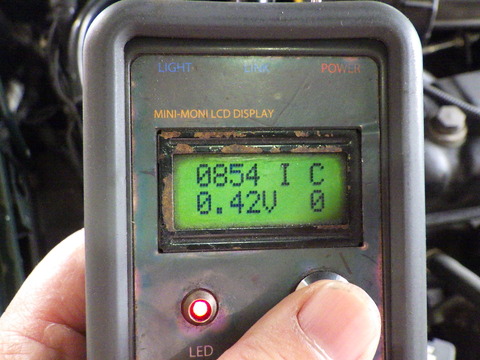 LIGHT LINK POWER
MINI-MONI LCD DISPLAY
0854 I C
0.42V 0
LED